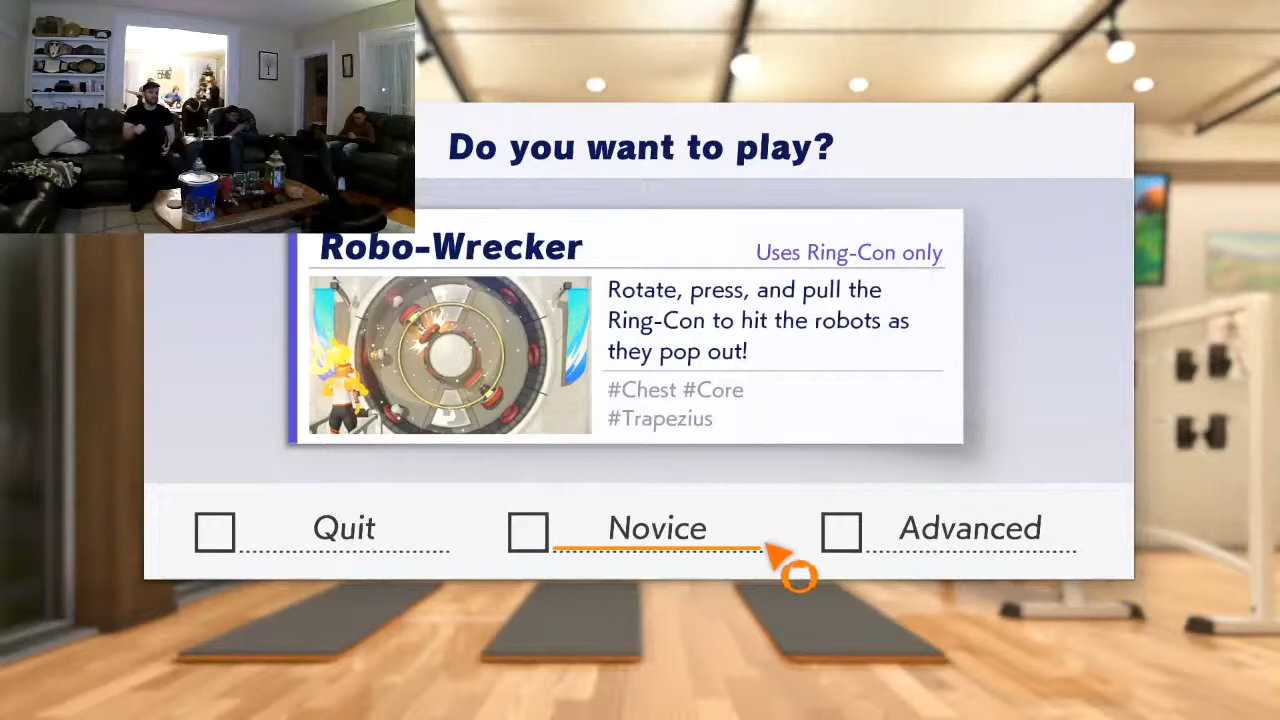 Do you want to play?
Robo-Wrecker
Uses Ring-Con only
Rotate, press, and pull the
Ring-Con to hit the robots as
they pop out!
#Chest #Core
#Trapezius
Quit
Novice
Advanced